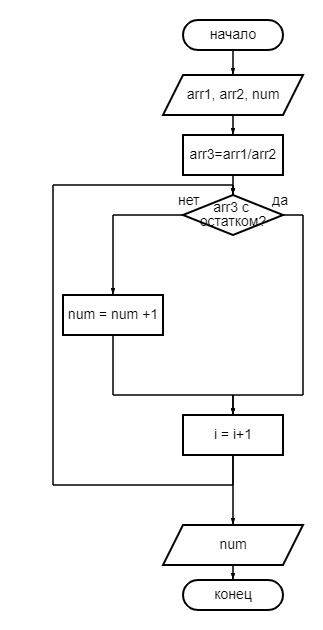 начало
arr1, arr2, num
arr3=arr1/arr2
нет
да
arr3 с
остатком?
num = num +1
i = i+1
num
конец